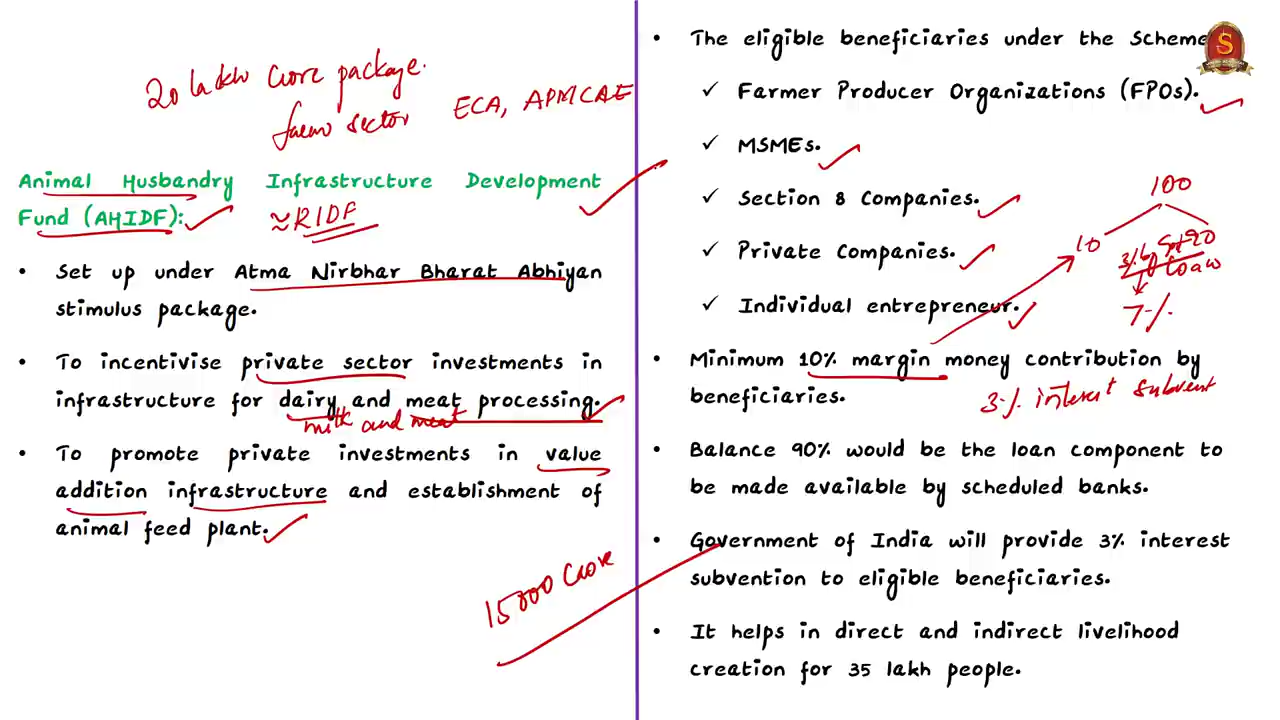 20 lakh Crore package.
farm sector
ECA, APMC
Animal Husbandry Infrastructure Development
Fund (AHIDF):
≈RIDF
• Set up under Atma Nirbhar Bharat Abhiyan
stimulus package.
• To incentivise private sector investments in
infrastructure for dairy and meat processing.
milk and meat
• To promote private investments in value
addition infrastructure and establishment of
animal feed plant.
15000 Crore
• The eligible beneficiaries under the Scheme
S
✓ Farmer Producer Organizations (FPOs).
✓ MSMEs.
✓ Section 8 Companies.
✓ Private Companies.
✓ Individual entrepreneur.
100
10
90
loan
7%
• Minimum 10% margin money contribution by
beneficiaries.
3% interest subvent
• Balance 90% would be the loan component to
be made available by scheduled banks.
• Government of India will provide 3% interest
subvention to eligible beneficiaries.
• It helps in direct and indirect livelihood
creation for 35 lakh people.